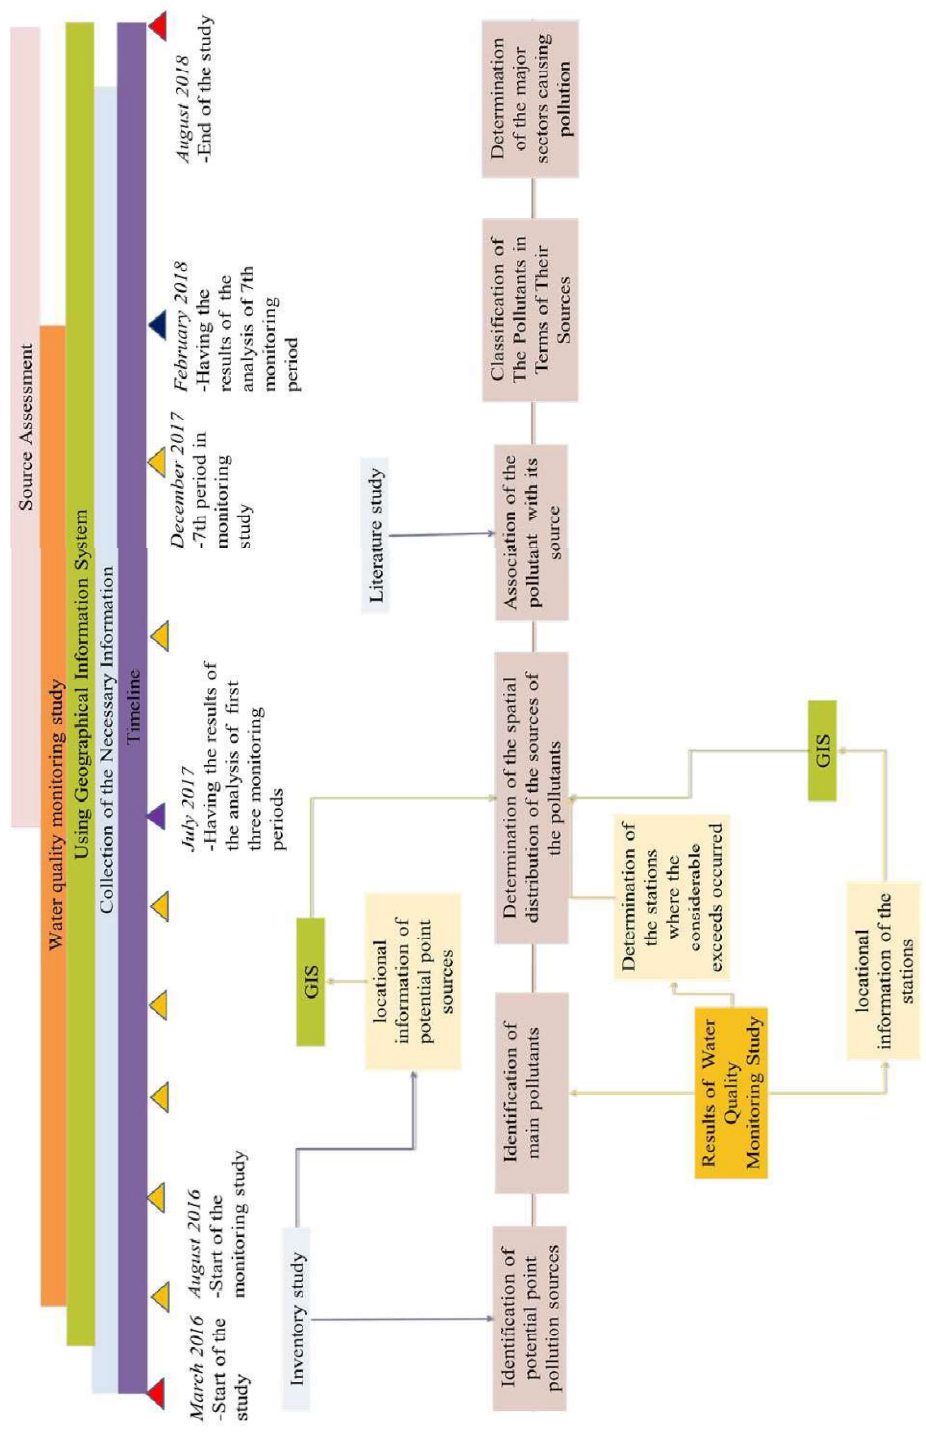 Source Assessment
Water quality monitoring study
Using Geographical Information System
Collection of the Necessary Information
Timeline
March 2016
-Start of the
study
August 2016
-Start of the
monitoring study
July 2017
-Having the results of
the analysis of first
three monitoring
periods
December 2017
-7th period in
monitoring
study
February 2018
-Having the
results of the
analysis of 7th
monitoring
period
August 2018
-End of the study
Inventory study
GIS
locational
information of
potential point
sources
Literature study
Identification of
potential point
pollution sources
Identification of
main pollutants
Determination of the spatial
distribution of the sources of
the pollutants
Association of the
pollutant with its
source
Classification of
The Pollutants in
Terms of Their
Sources
Determination
of the major
sectors causing
pollution
Results of Water
Quality
Monitoring Study
Determination of
the stations
where the
considerable
exceeds occurred
locational
information of the
stations
GIS